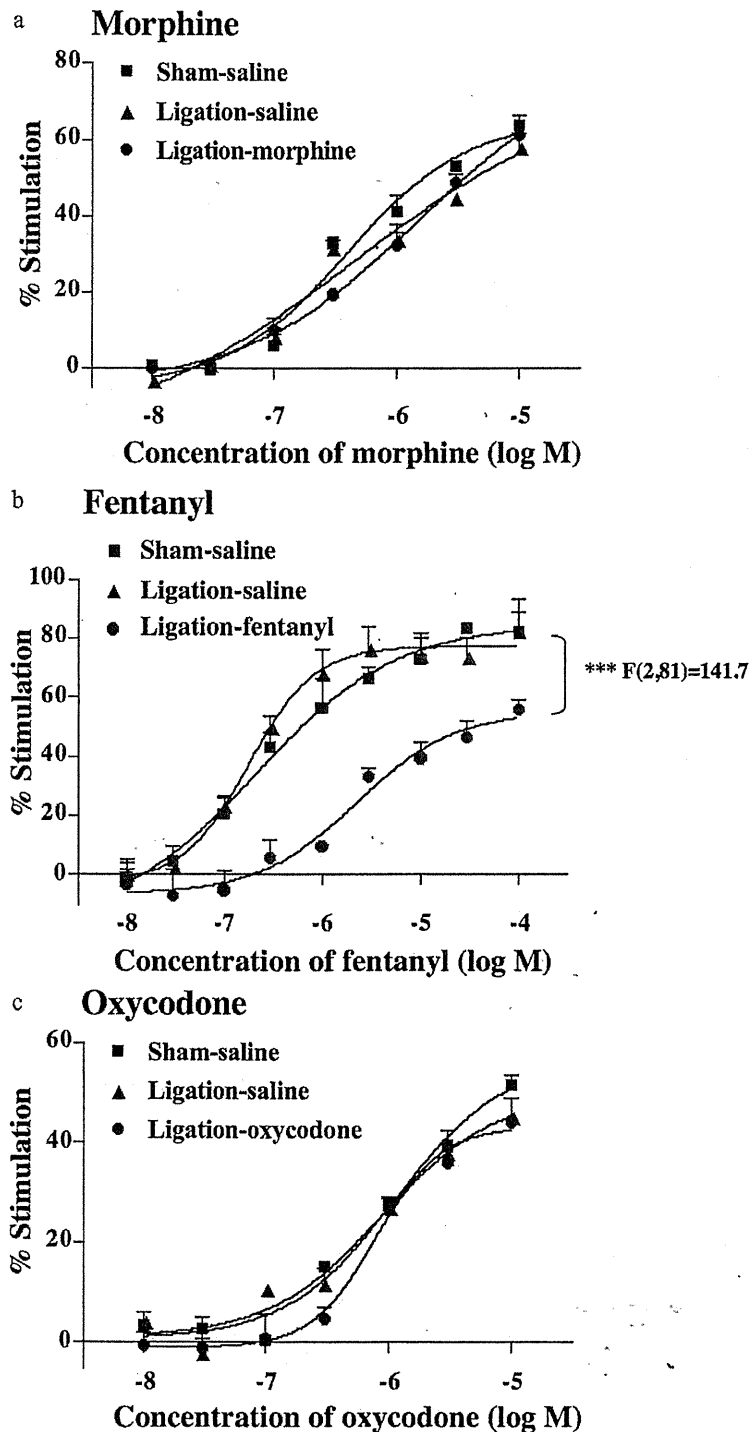 a Morphine
80
60
40
20
0
% Stimulation
Sham-saline
Ligation-saline
Ligation-morphine
-8 -7 -6 -5
Concentration of morphine (log M)
b Fentanyl
100
80
60
40
20
0
% Stimulation
Sham-saline
Ligation-saline
Ligation-fentanyl
*** F(2,81)=141.7
-8 -7 -6 -5 -4
Concentration of fentanyl (log M)
c Oxycodone
60
40
20
0
% Stimulation
Sham-saline
Ligation-saline
Ligation-oxycodone
-8 -7 -6 -5
Concentration of oxycodone (log M)